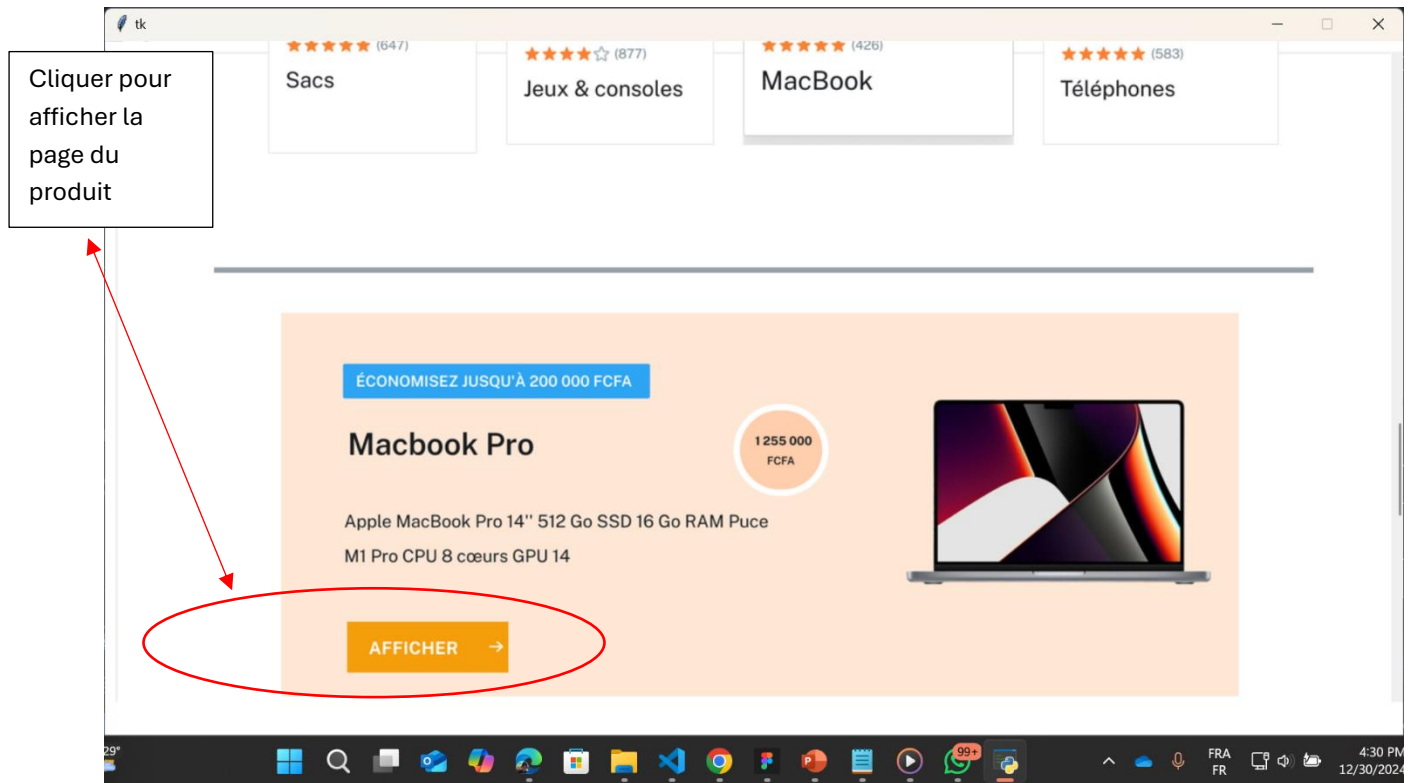 tk
Cliquer pour
afficher la
page du
produit
(647)
(877)
(426)
(583)
Sacs
Jeux & consoles
MacBook
Téléphones
ÉCONOMISEZ JUSQU'À 200 000 FCFA
Macbook Pro
1 255 000
FCFA
Apple MacBook Pro 14'' 512 Go SSD 16 Go RAM Puce
M1 Pro CPU 8 cœurs GPU 14
AFFICHER →
29°
99+
FRA
FR
4:30 PM
12/30/2024